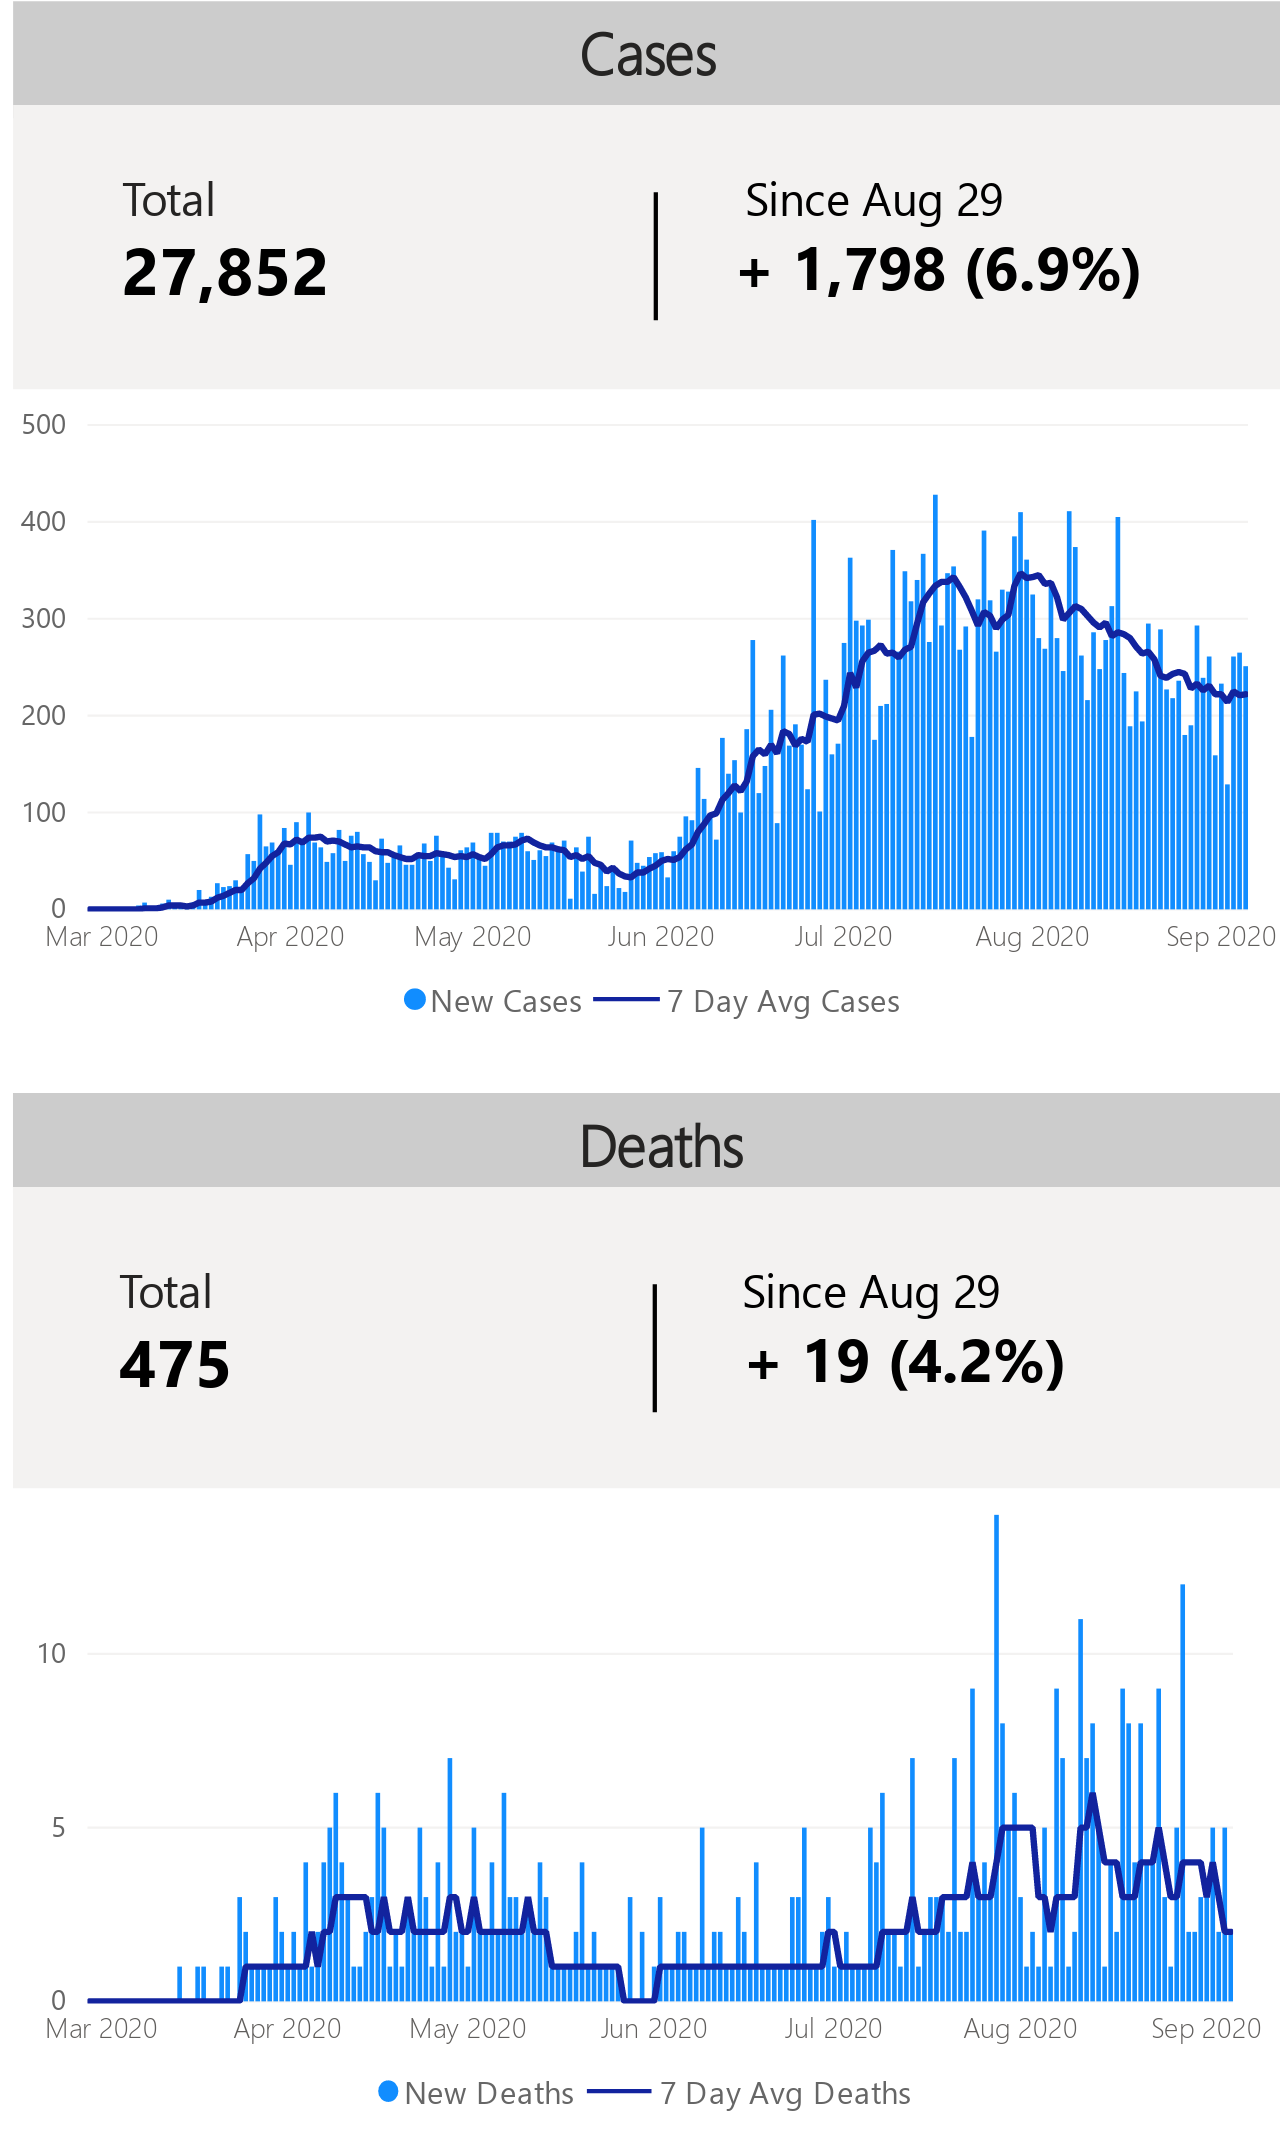 Cases
Total
Since Aug 29
27,852
+ 1,798 (6.9%)
500
400
300
200
100
0
Mar 2020 Apr 2020 May 2020 Jun 2020 Jul 2020 Aug 2020 Sep 2020
New Cases 7 Day Avg Cases
Deaths
Total
Since Aug 29
475
+ 19 (4.2%)
10
5
0
Mar 2020 Apr 2020 May 2020 Jun 2020 Jul 2020 Aug 2020 Sep 2020
New Deaths 7 Day Avg Deaths